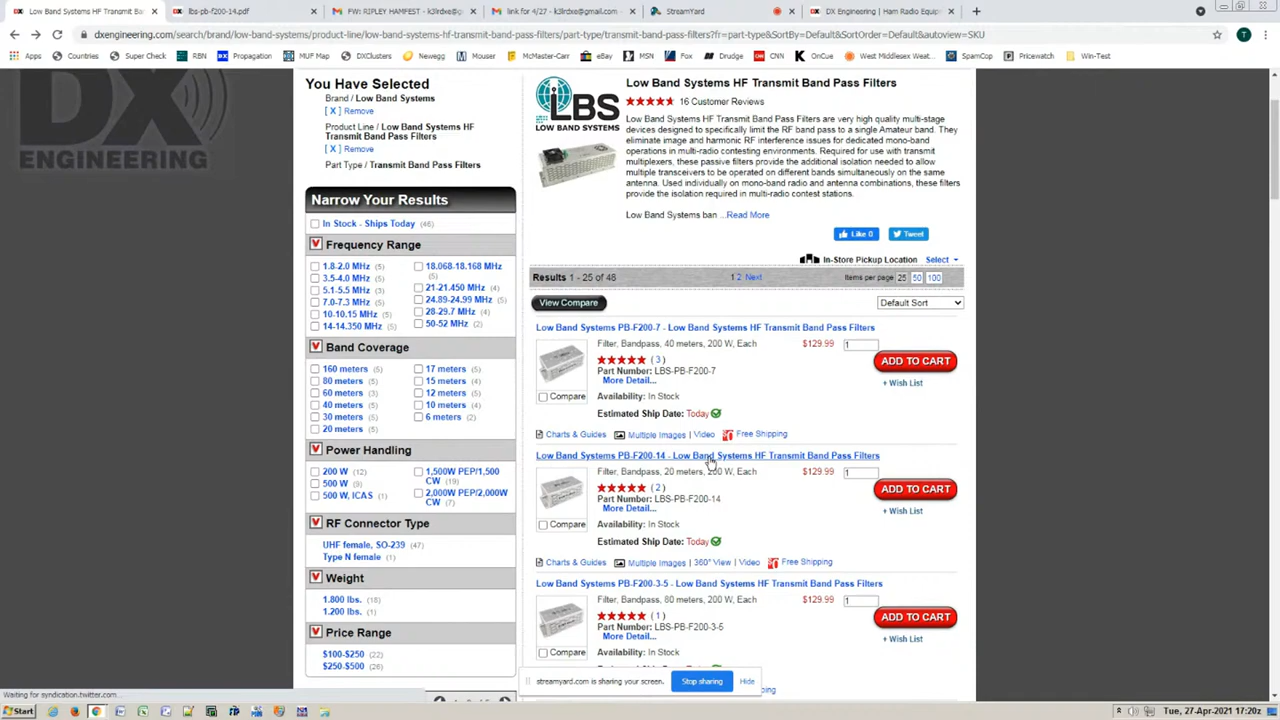 Low Band Systems HF Transmit B
lbs-pb-f200-14.pdf
FW: RIPLEY HAMFEST - k3lrdxe@g
link for 4/27 - k3lrdxe@gmail.com -
StreamYard
DX Engineering | Ham Radio Equip
dxengineering.com/search/brand/low-band-systems/product-line/low-band-systems-hf-transmit-band-pass-filters/part-type/transmit-band-pass-filters?fr=part-type&SortBy=Default&SortOrder=Default&autoview=SKU
T
Apps Countries Super Check RBN Propagation MUF Map DXClusters Newegg Mouser McMaster-Carr eBay MSN Fox Drudge CNN OnCue West Middlesex Weat... SpamCop Pricewatch Win-Test
DX
ENGINEERING
You Have Selected
Brand / Low Band Systems
[ X ] Remove
Product Line / Low Band Systems HF
Transmit Band Pass Filters
[ X ] Remove
Part Type / Transmit Band Pass Filters
Narrow Your Results
In Stock - Ships Today (46)
Frequency Range
1.8-2.0 MHz (5)
3.5-4.0 MHz (5)
5.1-5.5 MHz (3)
7.0-7.3 MHz (5)
10-10.15 MHz (5)
14-14.350 MHz (5)
18.068-18.168 MHz
(5)
21-21.450 MHz (4)
24.89-24.99 MHz (5)
28-29.7 MHz (4)
50-52 MHz (2)
Band Coverage
160 meters (5)
80 meters (5)
60 meters (3)
40 meters (5)
30 meters (5)
20 meters (5)
17 meters (5)
15 meters (4)
12 meters (5)
10 meters (4)
6 meters (2)
Power Handling
200 W (12)
500 W (9)
500 W, ICAS (1)
1,500W PEP/1,500
CW (19)
2,000W PEP/2,000W
CW (7)
RF Connector Type
UHF female, SO-239 (47)
Type N female (1)
Weight
1.800 lbs. (18)
1.200 lbs. (1)
Price Range
$100-$250 (22)
$250-$500 (26)
LBS
LOW BAND SYSTEMS
Low Band Systems HF Transmit Band Pass Filters
16 Customer Reviews
Low Band Systems HF Transmit Band Pass Filters are very high quality multi-stage
devices designed to specifically limit the RF band pass to a single Amateur band. They
eliminate image and harmonic RF interference issues for dedicated mono-band
operations in multi-radio contesting environments. Required for use with transmit
multiplexers, these passive filters provide the additional isolation needed to allow
multiple transceivers to be operated on different bands simultaneously on the same
antenna. Used individually on mono-band radio and antenna combinations, these filters
provide the isolation required in multi-radio contest stations.
Low Band Systems ban ...Read More
Like 0
Tweet
In-Store Pickup Location Select
Results 1 - 25 of 48
1 2 Next
Items per page 25 50 100
View Compare
Default Sort
Low Band Systems PB-F200-7 - Low Band Systems HF Transmit Band Pass Filters
Filter, Bandpass, 40 meters, 200 W, Each
$129.99
1
ADD TO CART
( 3 )
Part Number: LBS-PB-F200-7
More Detail...
+ Wish List
Compare
Availability: In Stock
Estimated Ship Date: Today
Charts & Guides Multiple Images | Video Free Shipping
Low Band Systems PB-F200-14 - Low Band Systems HF Transmit Band Pass Filters
Filter, Bandpass, 20 meters, 200 W, Each
$129.99
1
ADD TO CART
( 2 )
Part Number: LBS-PB-F200-14
More Detail...
+ Wish List
Compare
Availability: In Stock
Estimated Ship Date: Today
Charts & Guides Multiple Images | 360° View | Video Free Shipping
Low Band Systems PB-F200-3-5 - Low Band Systems HF Transmit Band Pass Filters
Filter, Bandpass, 80 meters, 200 W, Each
$129.99
1
ADD TO CART
( 1 )
Part Number: LBS-PB-F200-3-5
More Detail...
+ Wish List
Compare
Availability: In Stock
streamyard.com is sharing your screen.
Stop sharing
Hide
Waiting for syndication.twitter.com...
Start
Tue, 27-Apr-2021 17:20z